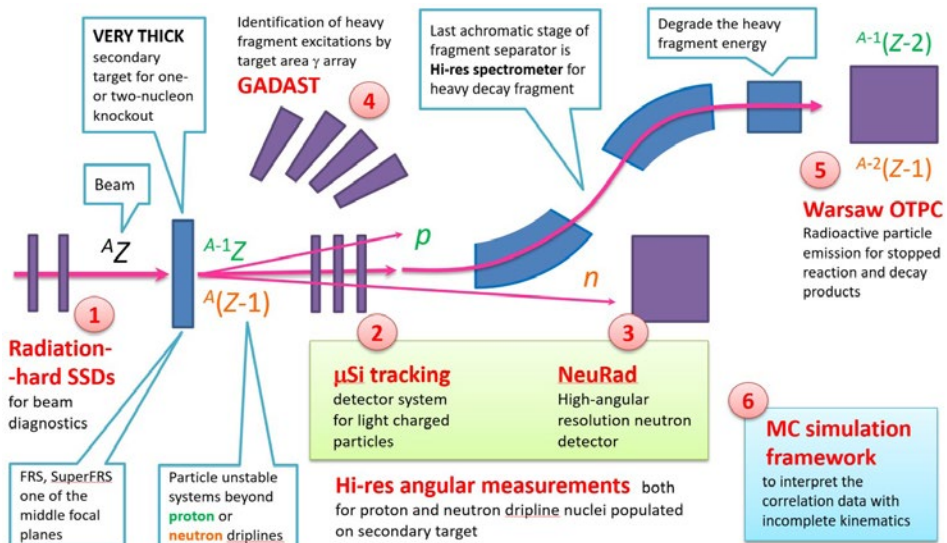 VERY THICK
secondary
target for one-
or two-nucleon
knockout
Identification of heavy
fragment excitations by
target area γ array
GADAST
4
Last achromatic stage of
fragment separator is
Hi-res spectrometer for
heavy decay fragment
Degrade the heavy
fragment energy
A-1(Z-2)
A-2(Z-1)
5
Warsaw OTPC
Radioactive particle
emission for stopped
reaction and decay
products
Beam
AZ
A-1Z
A(Z-1)
p
n
1
Radiation-
-hard SSDs
for beam
diagnostics
2
μSi tracking
detector system
for light charged
particles
3
NeuRad
High-angular
resolution neutron
detector
6
MC simulation
framework
to interpret the
correlation data with
incomplete kinematics
FRS, SuperFRS
one of the
middle focal
planes
Particle unstable
systems beyond
proton or
neutron driplines
Hi-res angular measurements both
for proton and neutron dripline nuclei populated
on secondary target